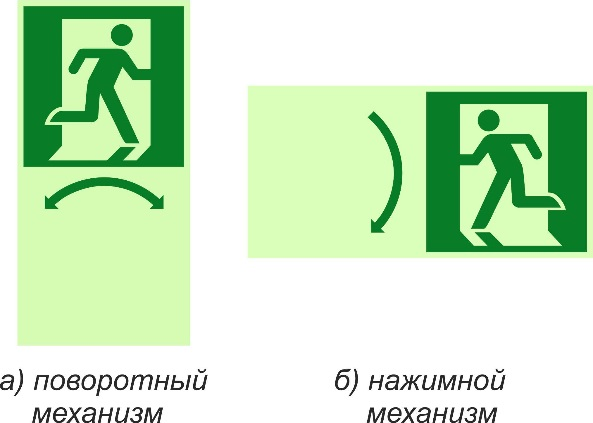 а) поворотный
механизм
б) нажимной
механизм